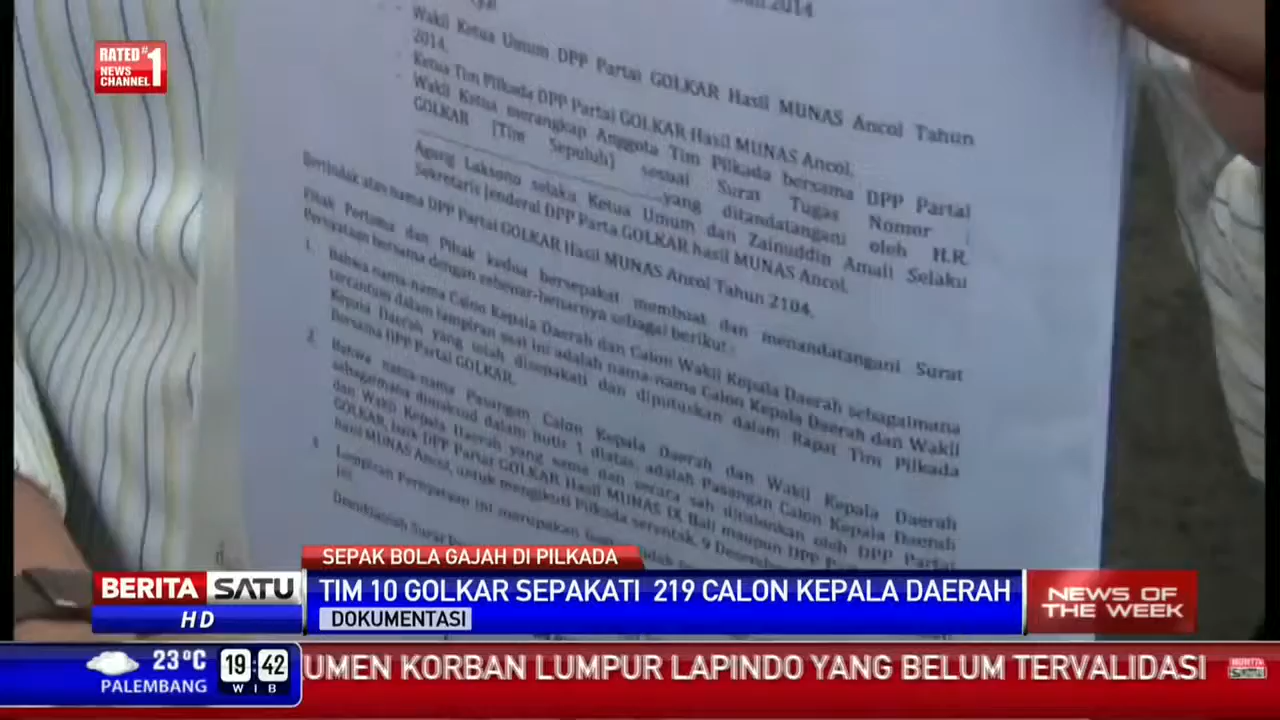 2014
Wakil Ketua Umum DPP Partai GOLKAR Hasil MUNAS Ancol Tahun
2014.
Ketua Tim Pilkada DPP Partai GOLKAR Hasil MUNAS Ancol.
Wakil Ketua merangkap Anggota Tim Pilkada bersama DPP Partai
GOLKAR [Tim Sepuluh] sesuai Surat Tugas Nomor :
yang ditandatangani oleh H.R.
Agung Laksono selaku Ketua Umum dan Zainuddin Amali Selaku
Sekretaris Jenderal DPP Parta GOLKAR hasil MUNAS Ancol.
Bertindak atas nama DPP Partai GOLKAR Hasil MUNAS Ancol Tahun 2104.
Pihak Pertama dan Pihak kedua bersepakat membuat dan menandatangani Surat
Pernyataan bersama dengan sebenar-benarnya sebagai berikut :
1. Bahwa nama-nama Calon Kepala Daerah dan Calon Wakil Kepala Daerah sebagaimana
tercantum dalam lampiran saat ini adalah nama-nama Calon Kepala Daerah dan Wakil
Kepala Daerah yang telah disepakati dan diputuskan dalam Rapat Tim Pilkada
Bersama DPP Partai GOLKAR.
2. Bahwa nama-nama Pasangan Calon Kepala Daerah dan Wakil Kepala Daerah
sebagaimana dimaksud dalam butir 1 diatas, adalah Pasangan Calon Kepala Daerah
dan Wakil Kepala Daerah yang sama dan secara sah dicalonkan oleh DPP Partai
GOLKAR, baik DPP Partai GOLKAR Hasil MUNAS IX Bali maupun DPP
hasil MUNAS Ancol, untuk mengikuti Pilkada serentak, 9 Desember
Lampiran Pernyataan ini merupakan
ini
Demikianlah Surat
RATED #1
NEWS
CHANNEL
SEPAK BOLA GAJAH DI PILKADA
BERITA SATU
HD
TIM 10 GOLKAR SEPAKATI 219 CALON KEPALA DAERAH
DOKUMENTASI
NEWS OF
THE WEEK
23°C
PALEMBANG
19:42
WIB
UMEN KORBAN LUMPUR LAPINDO YANG BELUM TERVALIDASI